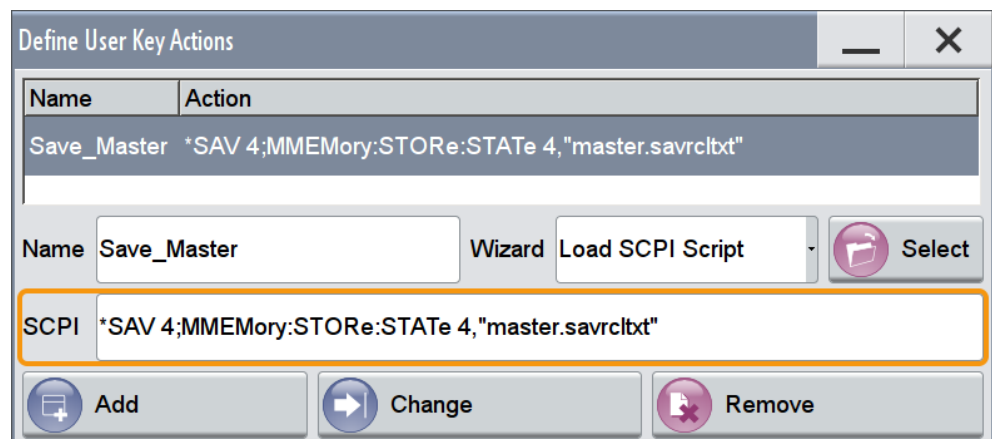 Define User Key Actions
Name Action
Save_Master *SAV 4;MMEMory:STORe:STATe 4,"master.savrcltxt"
Name Save_Master Wizard Load SCPI Script Select
SCPI *SAV 4;MMEMory:STORe:STATe 4,"master.savrcltxt"
Add Change Remove